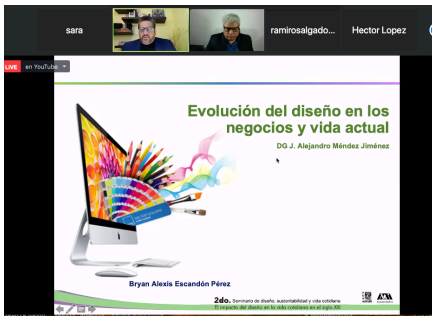 sara
ramirosalgado...
Hector Lopez
LIVE en YouTube
Evolución del diseño en los
negocios y vida actual
DG J. Alejandro Méndez Jiménez
Bryan Alexis Escandón Pérez
2do. Seminario de diseño, sustentabilidad y vida cotidiana
El impacto del diseño en la vida cotidiana en el siglo XXI